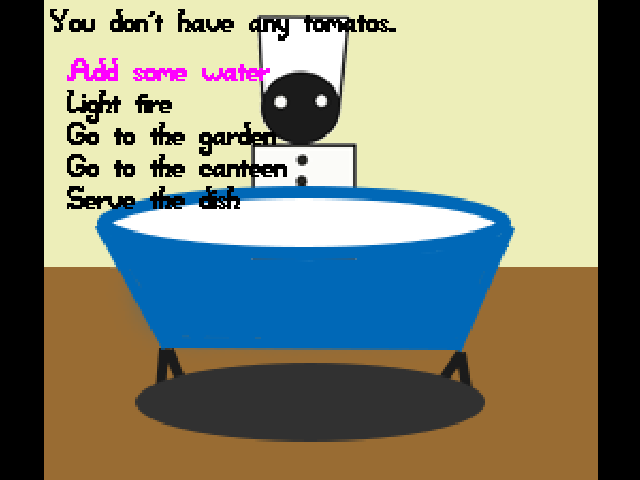 You don't have any tomatos.
Add some water
Light fire
Go to the garden
Go to the canteen
Serve the dish